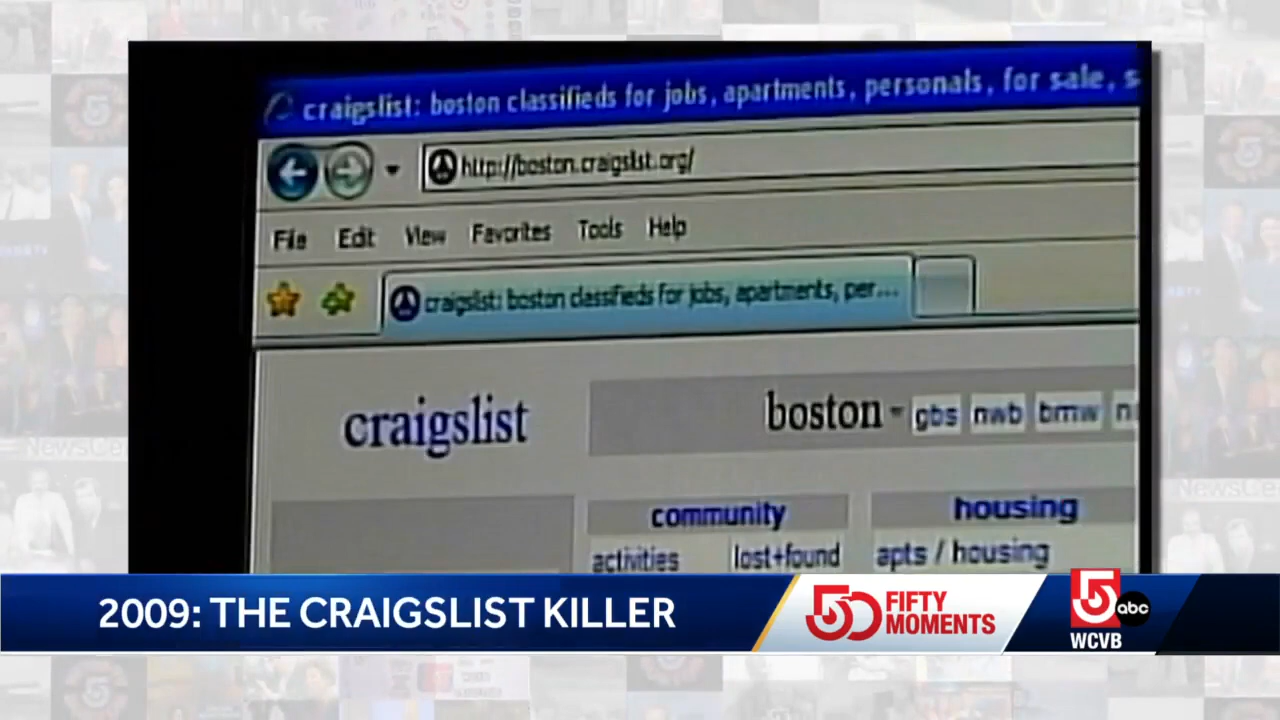 craigslist: boston classifieds for jobs, apartments, personals, for sale, s
http://boston.craigslist.org/
File Edit View Favorites Tools Help
craigslist: boston classifieds for jobs, apartments, per...
craigslist
boston gbs nwb bmw n
community housing
activities lost+found apts / housing
2009: THE CRAIGSLIST KILLER
50 FIFTY
MOMENTS
5 abc
WCVB
NewsCen
NewsCen